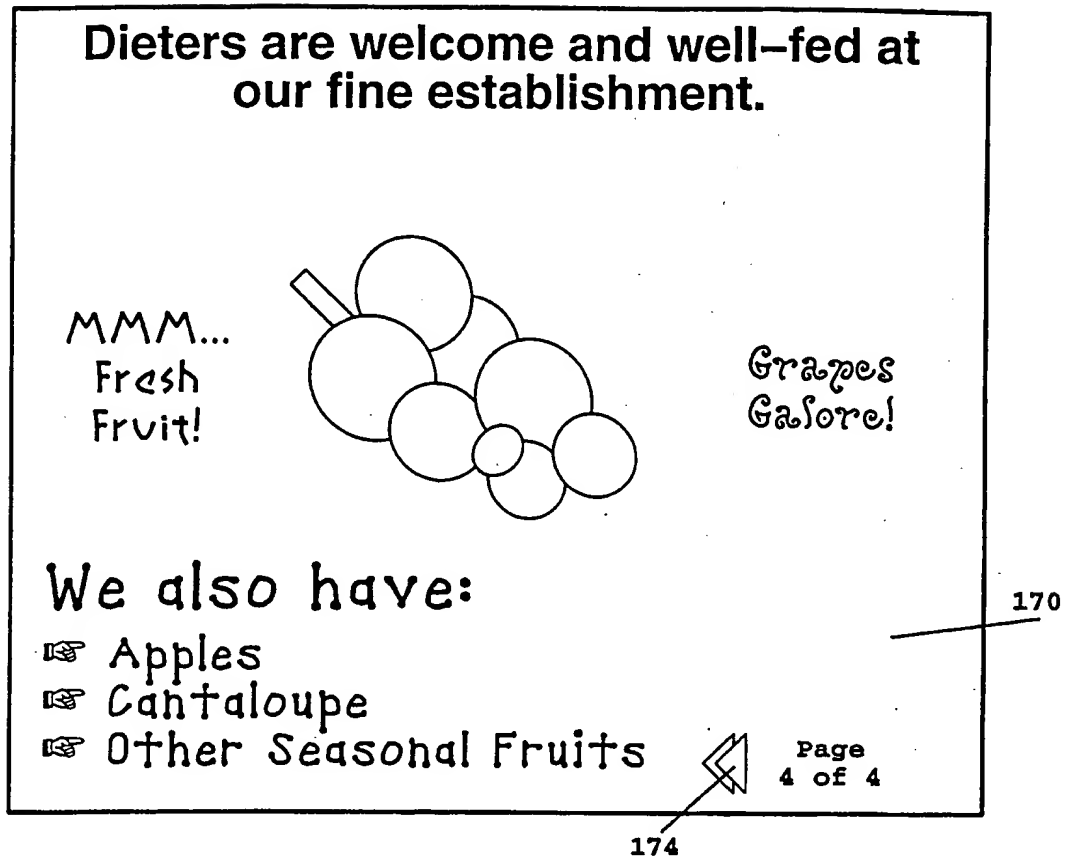 Dieters are welcome and well–fed at
our fine establishment.
MMM...
Fresh
Fruit!
Grapes
Galore!
We also have:
☞ Apples
☞ Cantaloupe
☞ Other Seasonal Fruits
Page
4 of 4
170
174